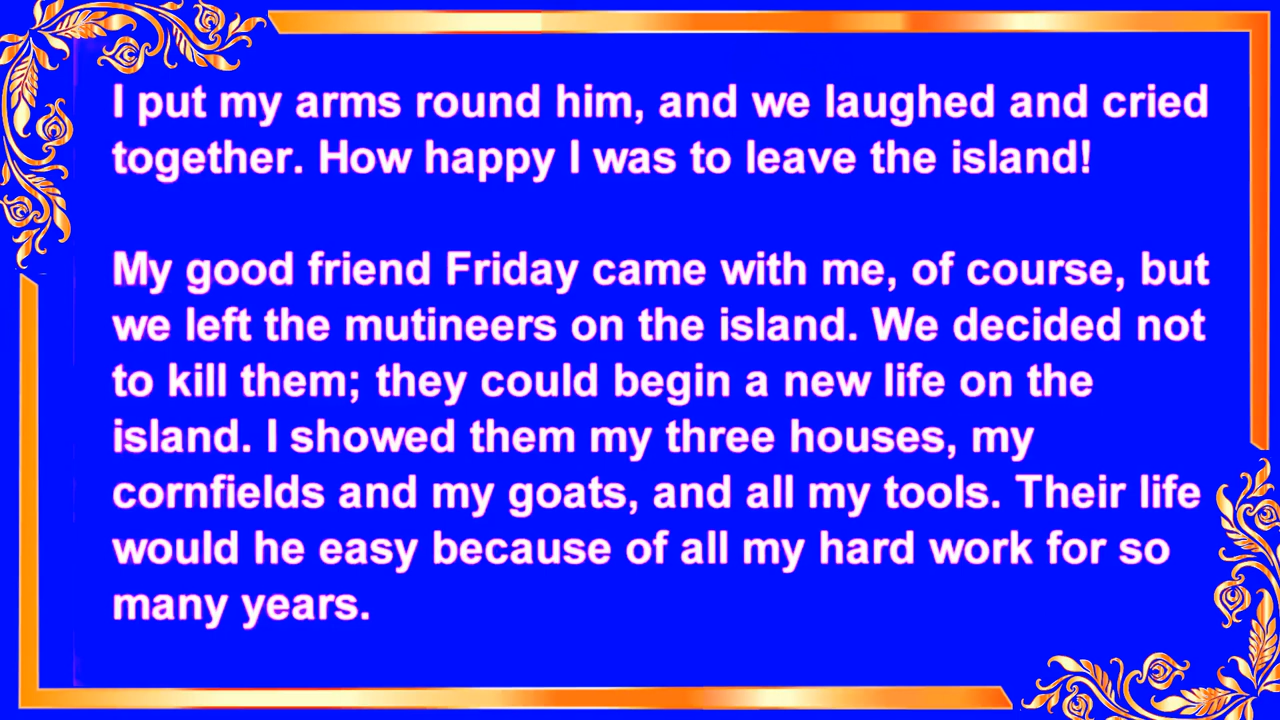 I put my arms round him, and we laughed and cried
together. How happy I was to leave the island!
My good friend Friday came with me, of course, but
we left the mutineers on the island. We decided not
to kill them; they could begin a new life on the
island. I showed them my three houses, my
cornfields and my goats, and all my tools. Their life
would he easy because of all my hard work for so
many years.